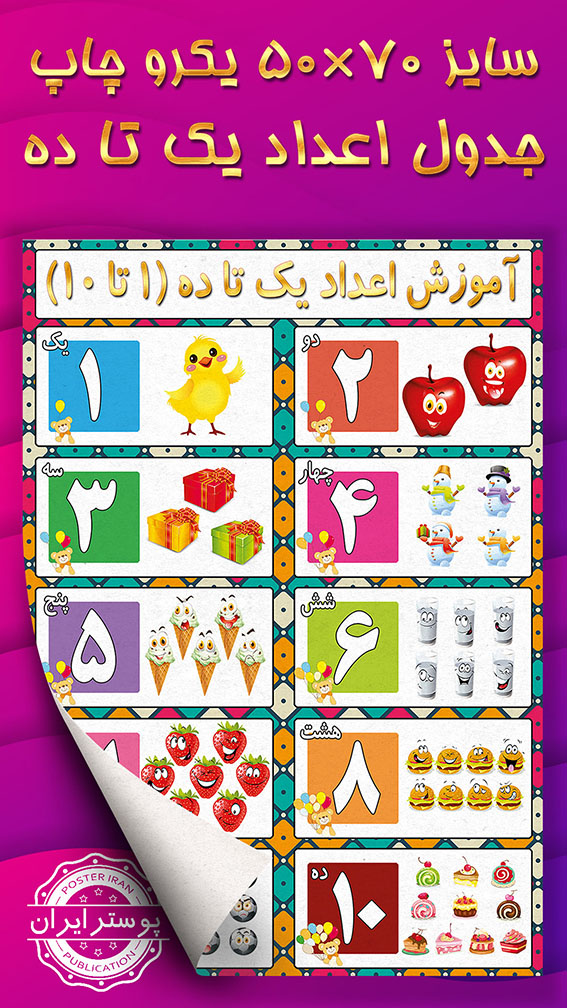 سایز ۷۰×۵۰ یکرو چاپ
جدول اعداد یک تا ده
آموزش اعداد یک تا ده (۱ تا ۱۰)
یک
۱
دو
۲
سه
۳
چهار
۴
پنج
۵
شش
۶
هشت
۸
ده
۱۰
POSTER IRAN
پوستر ایران
PUBLICATION